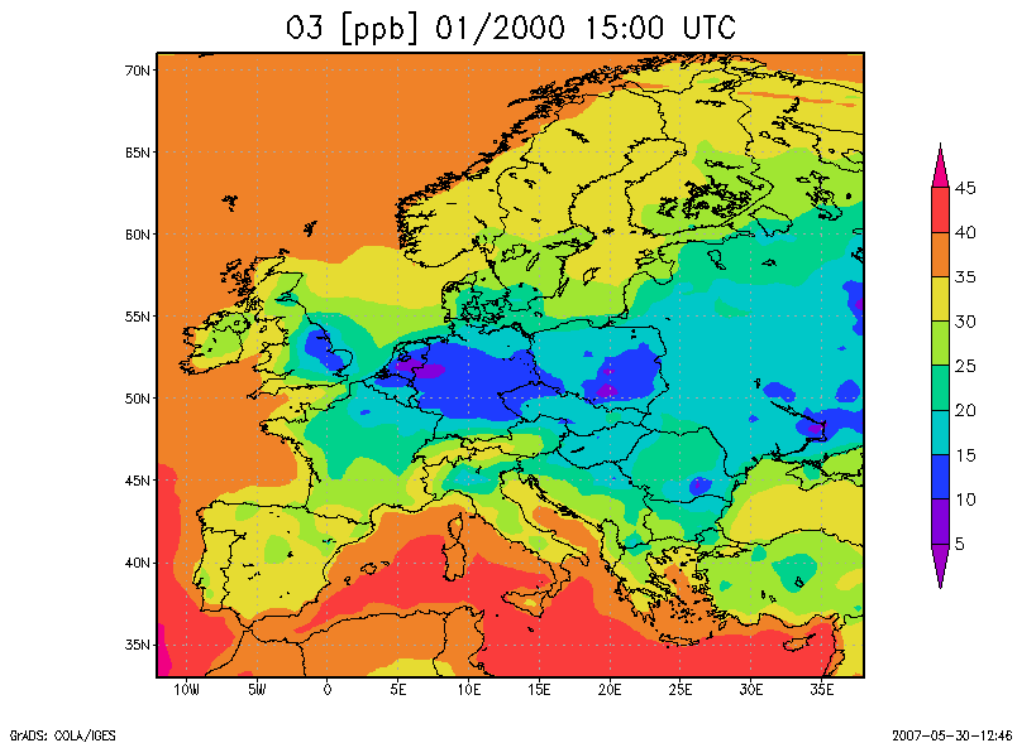 O3 [ppb] 01/2000 15:00 UTC
70N
65N
60N
55N
50N
45N
40N
35N
10W 5W 0 5E 10E 15E 20E 25E 30E 35E
45
40
35
30
25
20
15
10
5
GrADS: COLA/IGES
2007-05-30-12:46